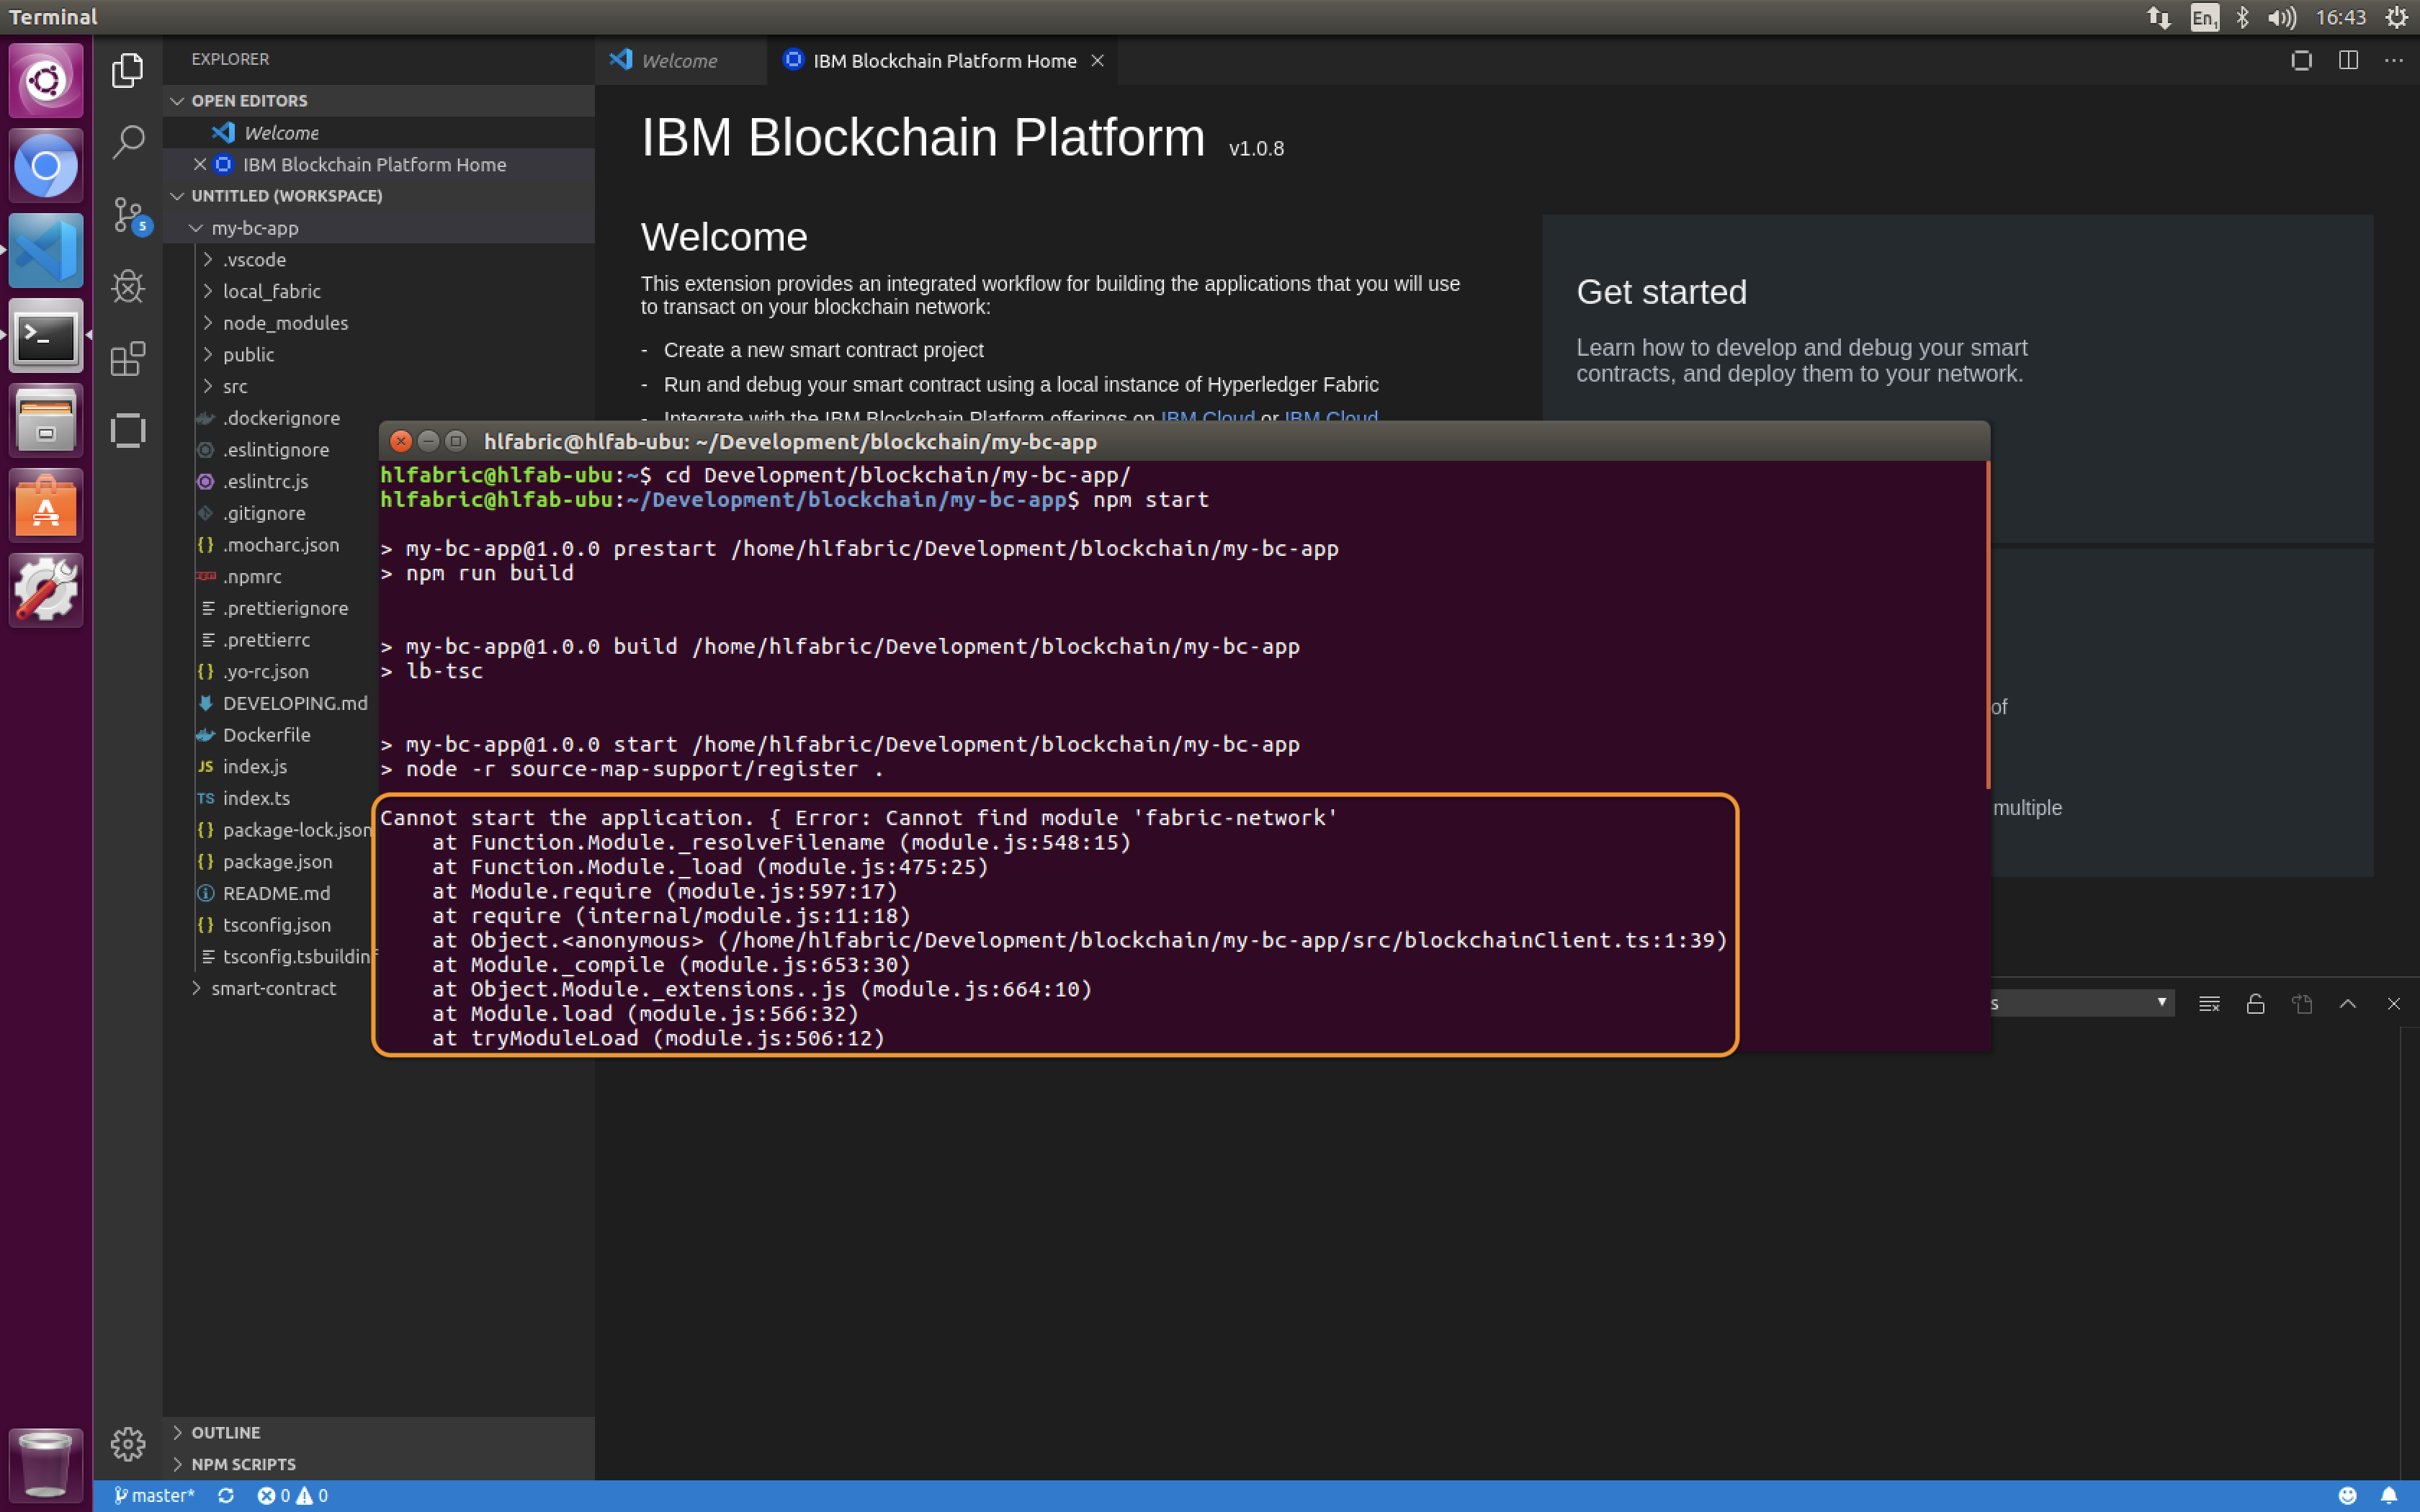 Terminal
En1
16:43
EXPLORER
OPEN EDITORS
Welcome
IBM Blockchain Platform Home
UNTITLED (WORKSPACE)
my-bc-app
.vscode
local_fabric
node_modules
public
src
.dockerignore
.eslintignore
.eslintrc.js
.gitignore
.mocharc.json
.npmrc
.prettierignore
.prettierrc
.yo-rc.json
DEVELOPING.md
Dockerfile
JS index.js
TS index.ts
package-lock.json
package.json
README.md
tsconfig.json
tsconfig.tsbuildinf
smart-contract
OUTLINE
NPM SCRIPTS
5
Welcome
IBM Blockchain Platform Home
IBM Blockchain Platform v1.0.8
Welcome
This extension provides an integrated workflow for building the applications that you will use
to transact on your blockchain network:
- Create a new smart contract project
- Run and debug your smart contract using a local instance of Hyperledger Fabric
- Integrate with the IBM Blockchain Platform offerings on IBM Cloud or IBM Cloud
Get started
Learn how to develop and debug your smart
contracts, and deploy them to your network.
of
multiple
s
hlfabric@hlfab-ubu: ~/Development/blockchain/my-bc-app
hlfabric@hlfab-ubu:~$ cd Development/blockchain/my-bc-app/
hlfabric@hlfab-ubu:~/Development/blockchain/my-bc-app$ npm start
> my-bc-app@1.0.0 prestart /home/hlfabric/Development/blockchain/my-bc-app
> npm run build
> my-bc-app@1.0.0 build /home/hlfabric/Development/blockchain/my-bc-app
> lb-tsc
> my-bc-app@1.0.0 start /home/hlfabric/Development/blockchain/my-bc-app
> node -r source-map-support/register .
Cannot start the application. { Error: Cannot find module 'fabric-network'
at Function.Module._resolveFilename (module.js:548:15)
at Function.Module._load (module.js:475:25)
at Module.require (module.js:597:17)
at require (internal/module.js:11:18)
at Object.<anonymous> (/home/hlfabric/Development/blockchain/my-bc-app/src/blockchainClient.ts:1:39)
at Module._compile (module.js:653:30)
at Object.Module._extensions..js (module.js:664:10)
at Module.load (module.js:566:32)
at tryModuleLoad (module.js:506:12)
master*
0
0